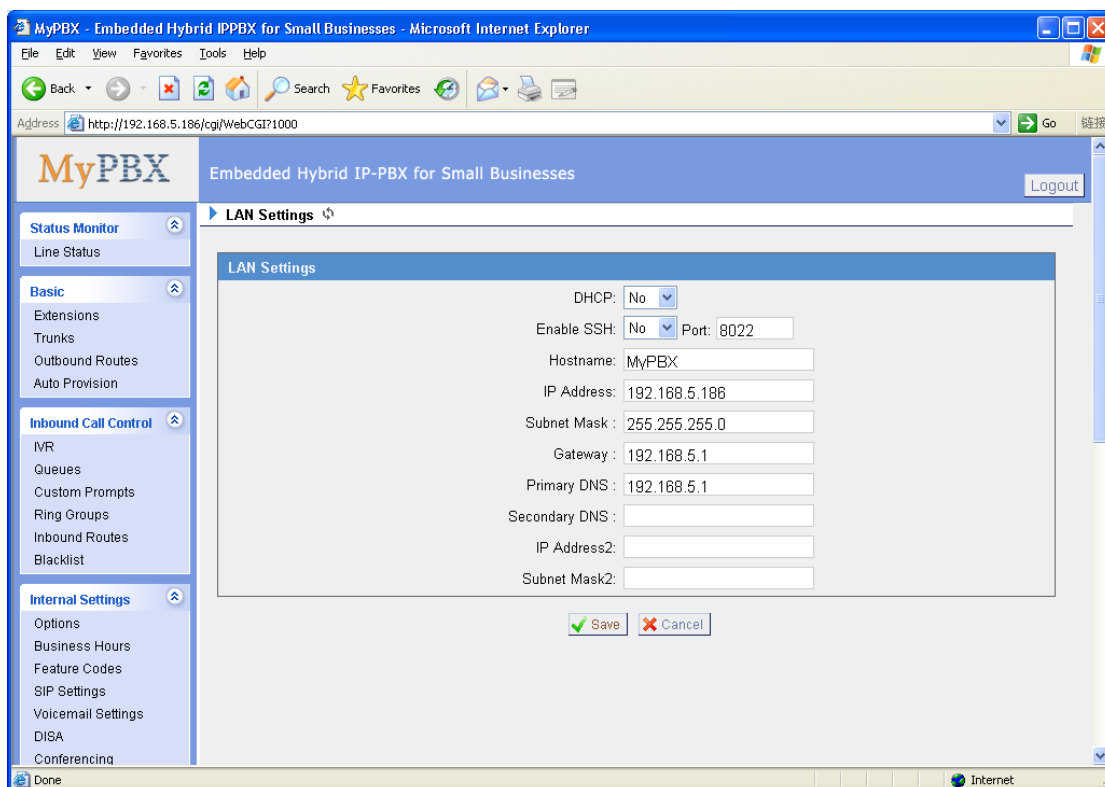 MyPBX - Embedded Hybrid IPPBX for Small Businesses - Microsoft Internet Explorer
File Edit View Favorites Tools Help
Back Search Favorites
Address http://192.168.5.186/cgi/WebCGI?1000 Go 链接
MyPBX Embedded Hybrid IP-PBX for Small Businesses
Logout
LAN Settings
Status Monitor
Line Status
Basic
Extensions
Trunks
Outbound Routes
Auto Provision
Inbound Call Control
IVR
Queues
Custom Prompts
Ring Groups
Inbound Routes
Blacklist
Internal Settings
Options
Business Hours
Feature Codes
SIP Settings
Voicemail Settings
DISA
Conferencing
LAN Settings
DHCP: No
Enable SSH: No Port: 8022
Hostname: MyPBX
IP Address: 192.168.5.186
Subnet Mask : 255.255.255.0
Gateway : 192.168.5.1
Primary DNS : 192.168.5.1
Secondary DNS :
IP Address2:
Subnet Mask2:
Save Cancel
Done Internet